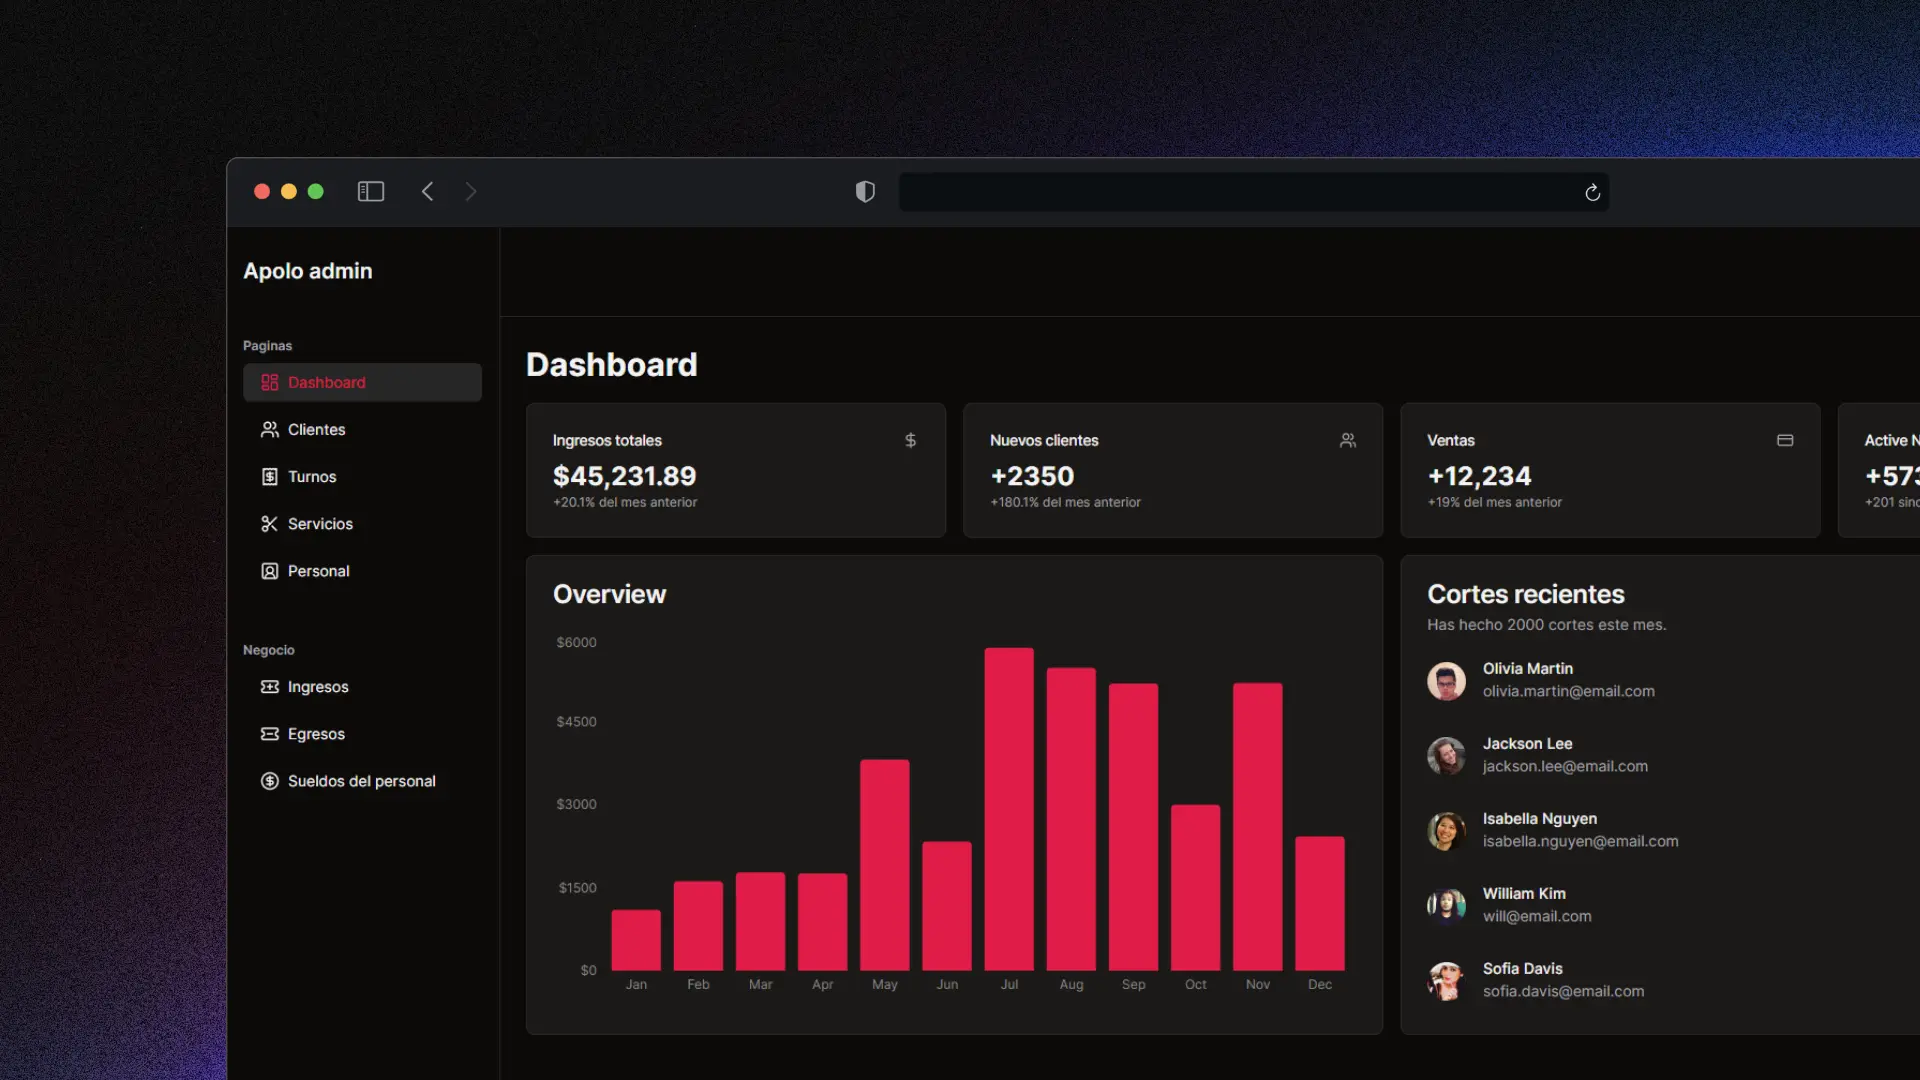 Apolo admin
Paginas
Dashboard
Clientes
Turnos
Servicios
Personal
Negocio
Ingresos
Egresos
Sueldos del personal
Dashboard
Ingresos totales
$
$45,231.89
+20.1% del mes anterior
Nuevos clientes
+2350
+180.1% del mes anterior
Ventas
+12,234
+19% del mes anterior
Active N
+573
+201 sinc
Overview
$6000
$4500
$3000
$1500
$0
Jan Feb Mar Apr May Jun Jul Aug Sep Oct Nov Dec
Cortes recientes
Has hecho 2000 cortes este mes.
Olivia Martin
olivia.martin@email.com
Jackson Lee
jackson.lee@email.com
Isabella Nguyen
isabella.nguyen@email.com
William Kim
will@email.com
Sofia Davis
sofia.davis@email.com